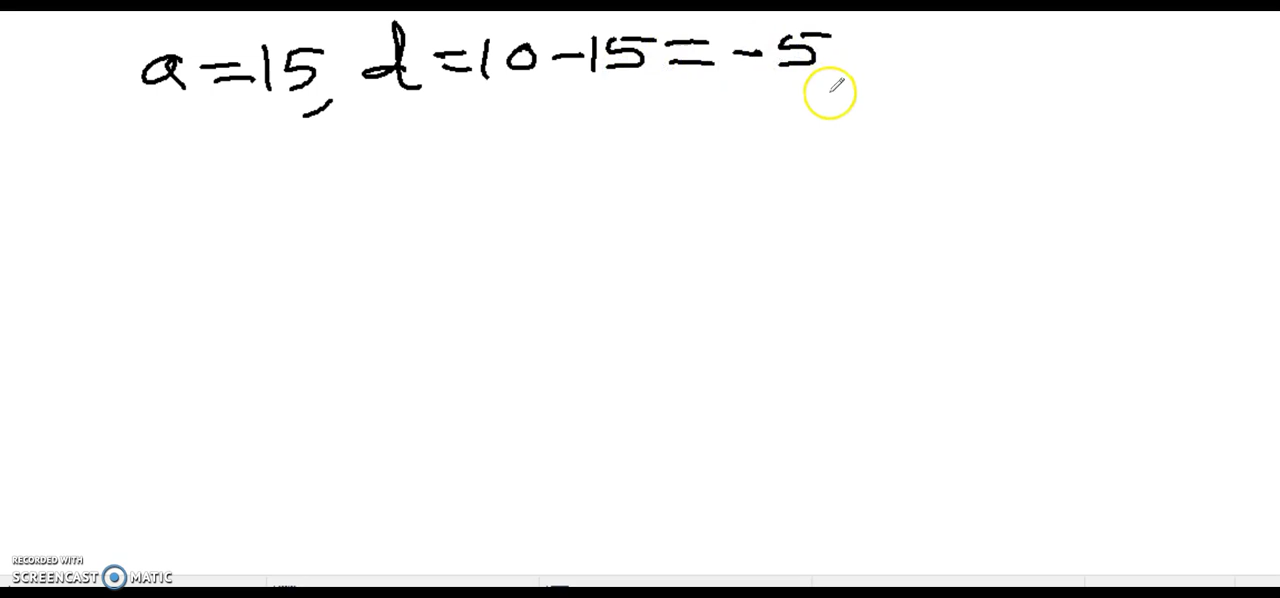 a = 15, d = 10 - 15 = - 5
RECORDED WITH
SCREENCAST MATIC